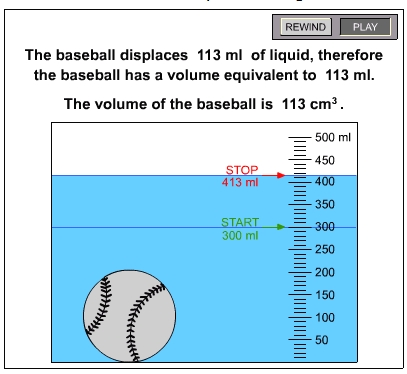 REWIND PLAY
The baseball displaces 113 ml of liquid, therefore
the baseball has a volume equivalent to 113 ml.
The volume of the baseball is 113 cm³.
500 ml
450
STOP
413 ml
400
350
START
300 ml
300
250
200
150
100
50